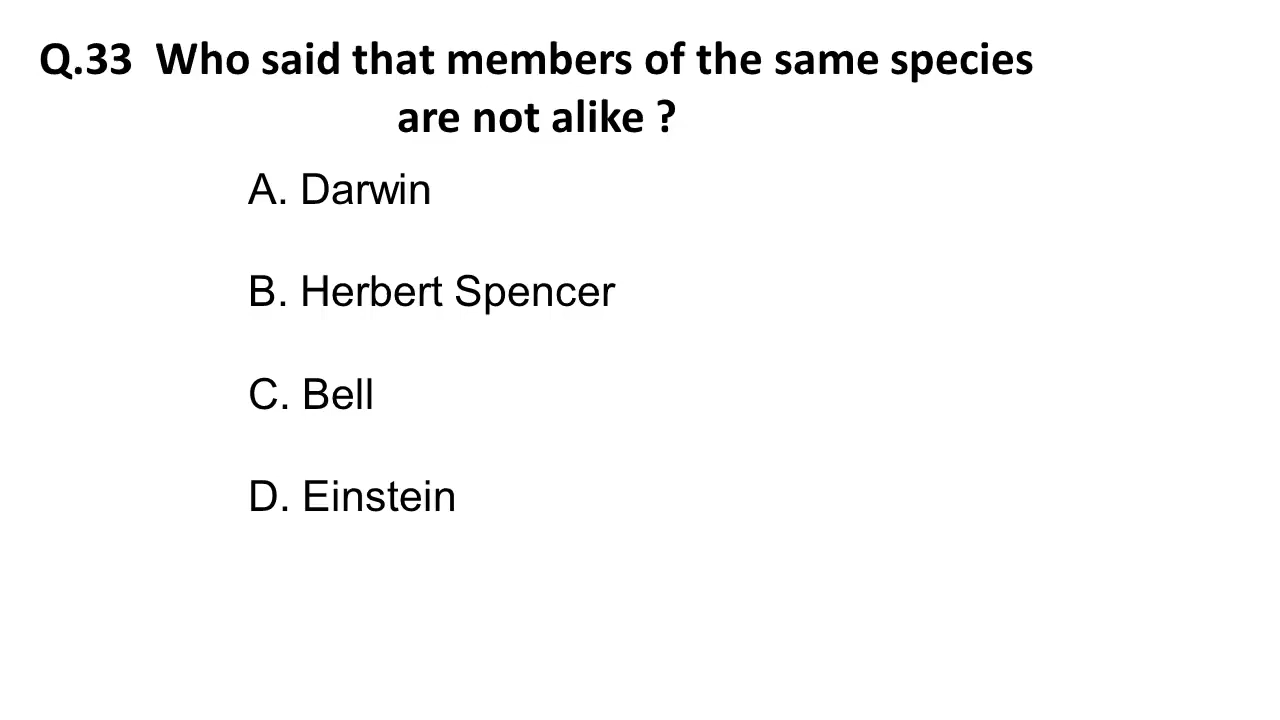 Q.33 Who said that members of the same species
are not alike ?
A. Darwin
B. Herbert Spencer
C. Bell
D. Einstein